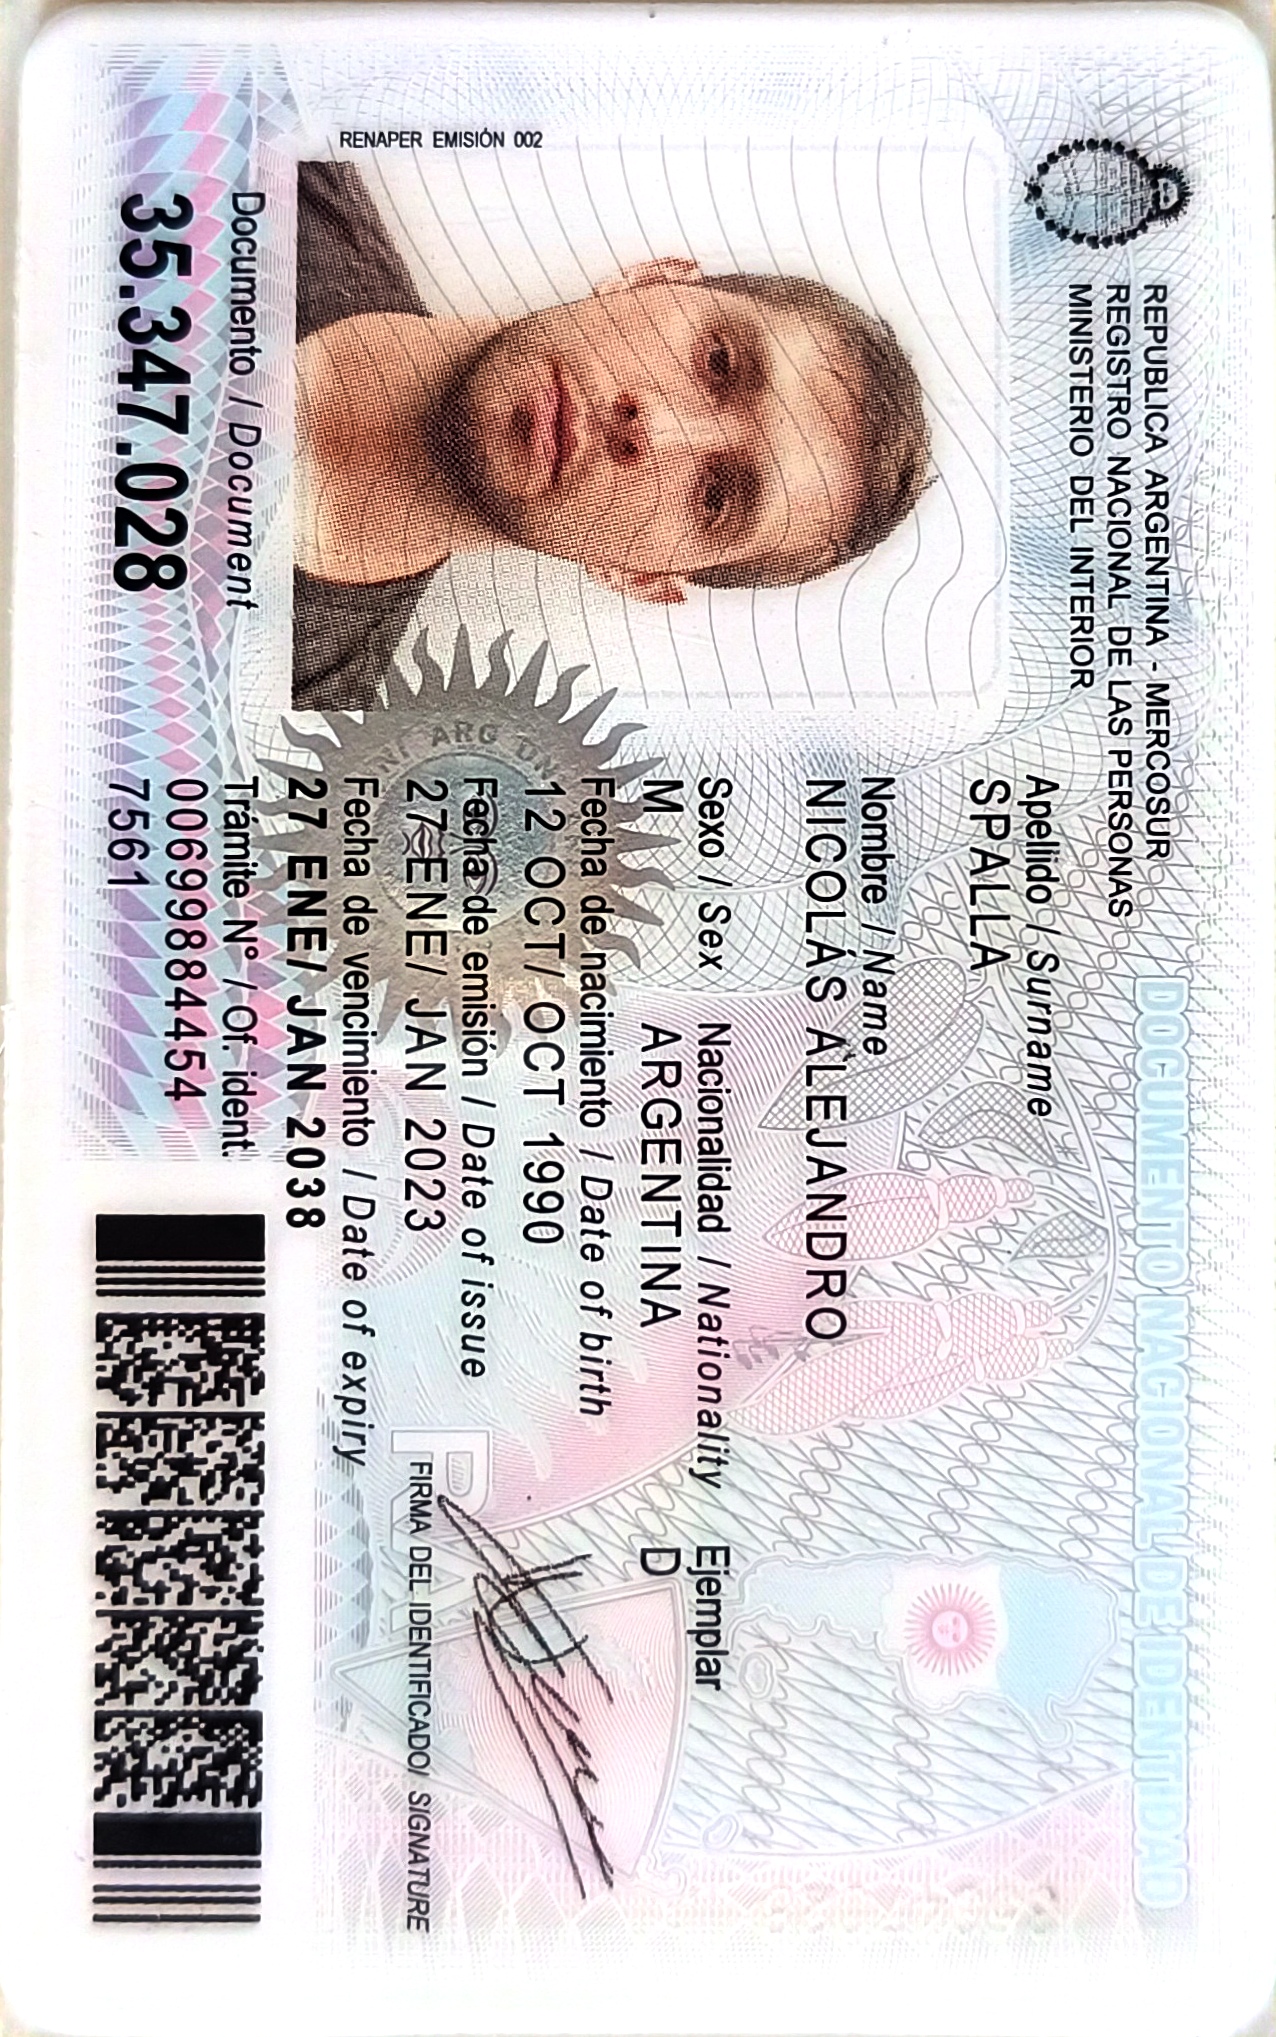 REPUBLICA ARGENTINA - MERCOSUR
REGISTRO NACIONAL DE LAS PERSONAS
MINISTERIO DEL INTERIOR
DOCUMENTO NACIONAL DE IDENTIDAD
RENAPER EMISIÓN 002
Apellido / Surname
SPALLA
Nombre / Name
NICOLÁS ALEJANDRO
Sexo / Sex Nacionalidad / Nationality Ejemplar
M ARGENTINA D
Fecha de nacimiento / Date of birth
12 OCT/ OCT 1990
Fecha de emisión / Date of issue
27 ENE/ JAN 2023
Fecha de vencimiento / Date of expiry
27 ENE/ JAN 2038
FIRMA DEL IDENTIFICADO/ SIGNATURE
Documento / Document
35.347.028
Trámite N° / Of. ident.
00699884454
7561
ARG DNI